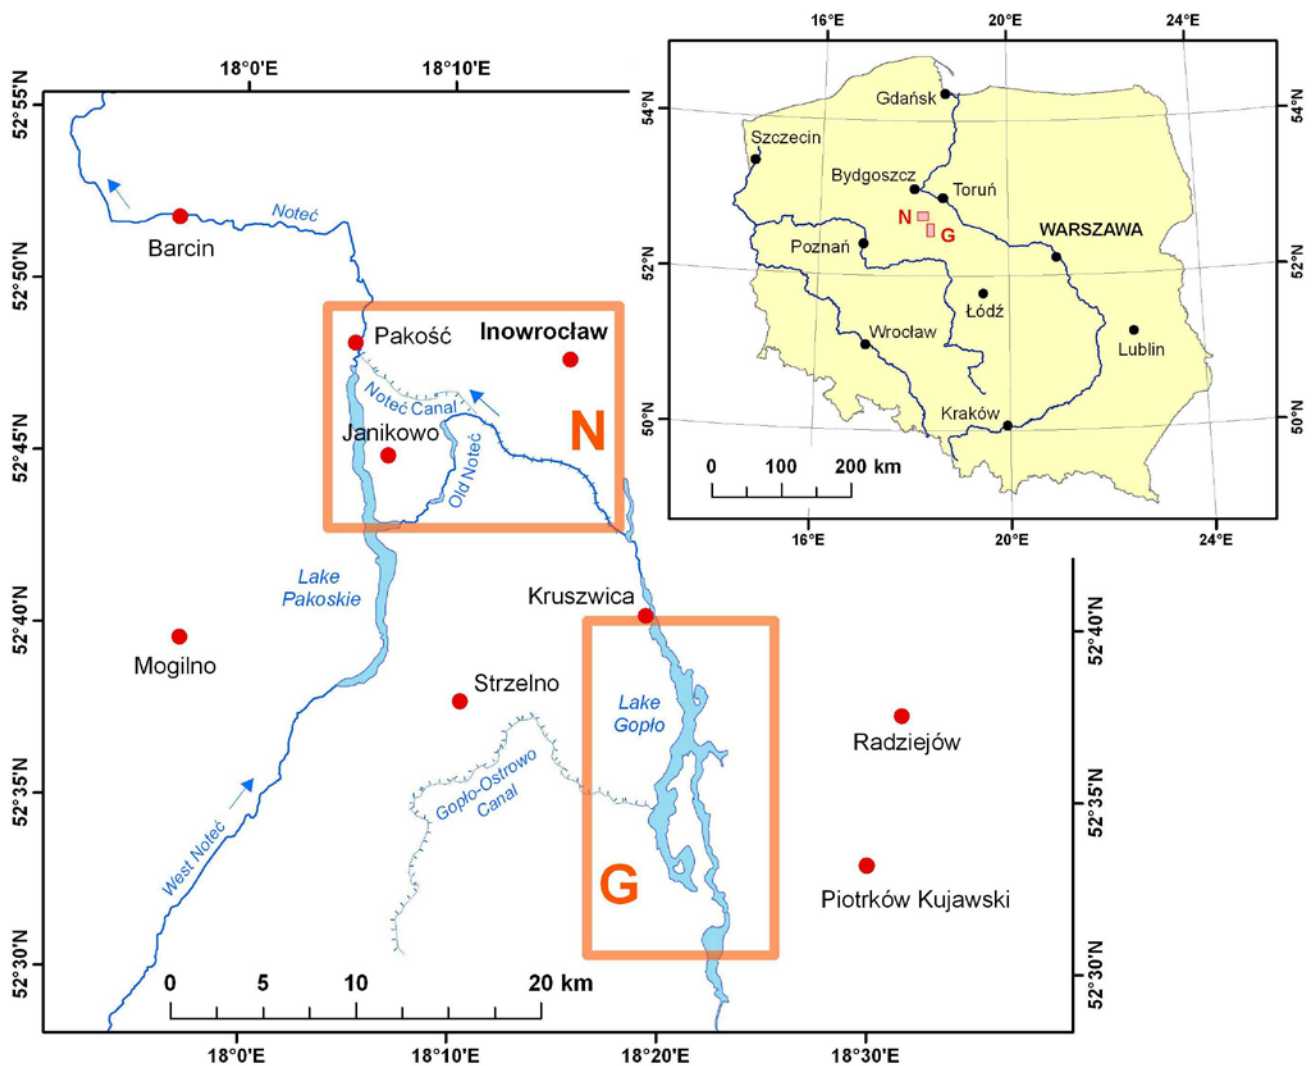 16°E
20°E
24°E
18°0'E
18°10'E
52°55'N
54°N
54°N
Gdańsk
Szczecin
Bydgoszcz
Toruń
N
G
WARSZAWA
Poznań
52°N
52°N
Łódź
Wrocław
Lublin
Kraków
50°N
50°N
0
100
200 km
16°E
20°E
24°E
Noteć
Barcin
52°50'N
Pakość
Inowrocław
Noteć Canal
N
Janikowo
52°45'N
Old Noteć
Lake
Pakoskie
Kruszwica
52°40'N
52°40'N
Mogilno
Strzelno
Lake
Gopło
Radziejów
Gopło-Ostrowo
Canal
52°35'N
52°35'N
West Noteć
G
Piotrków Kujawski
52°30'N
52°30'N
0
5
10
20 km
18°0'E
18°10'E
18°20'E
18°30'E